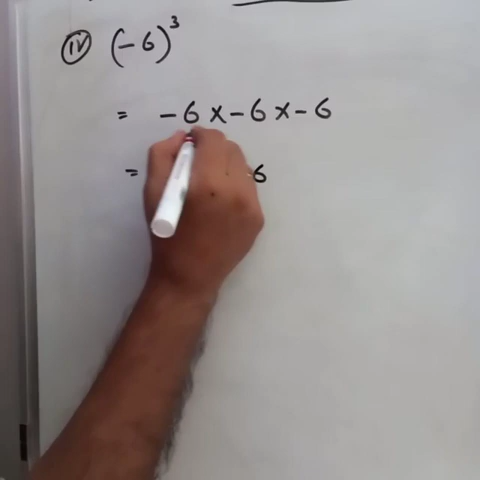 (iv) (-6)³
= -6 x -6 x -6
= 6